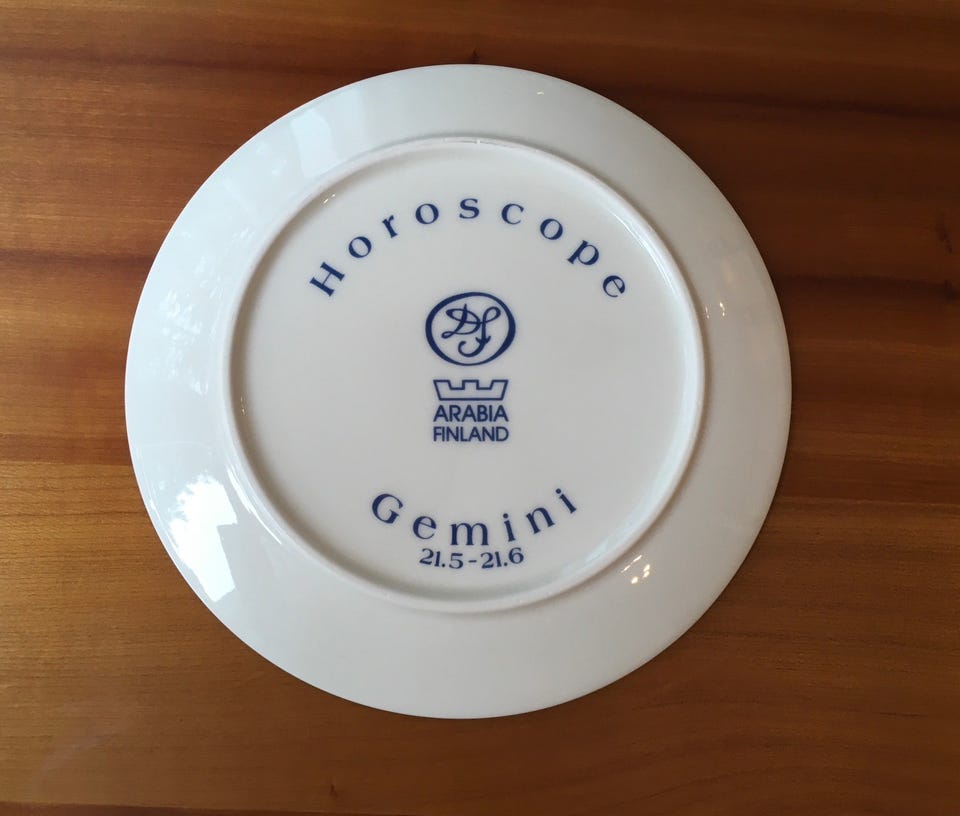 Horoscope
ARABIA
FINLAND
Gemini
21.5-21.6